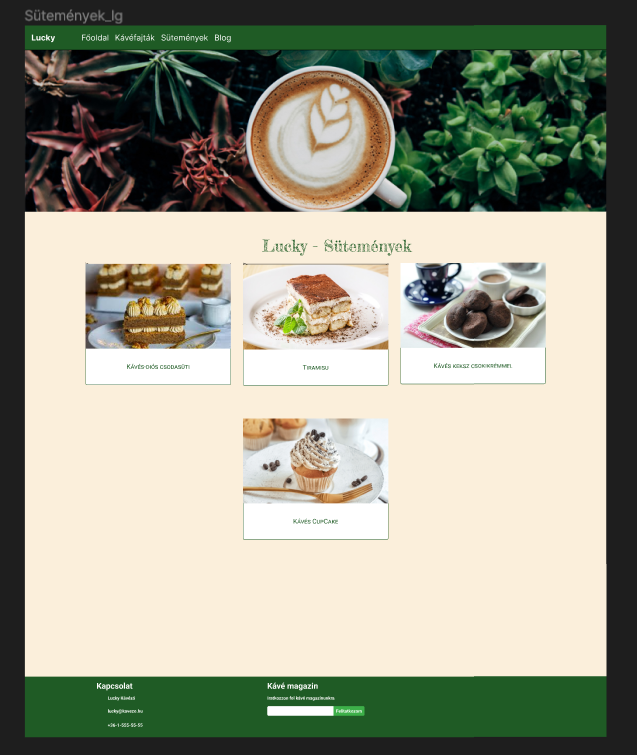 Sütemények_lg
Lucky Főoldal Kávéfajták Sütemények Blog
Lucky - Sütemények
Kávés-diós csodasüti
Tiramisu
Kávés keksz csokikrémmel
Kávés CupCake
Kapcsolat
Lucky Kávézó
lucky@kavezo.hu
+36-1-555-55-55
Kávé magazin
Iratkozzon fel kávé magazinunkra
Feliratkozom